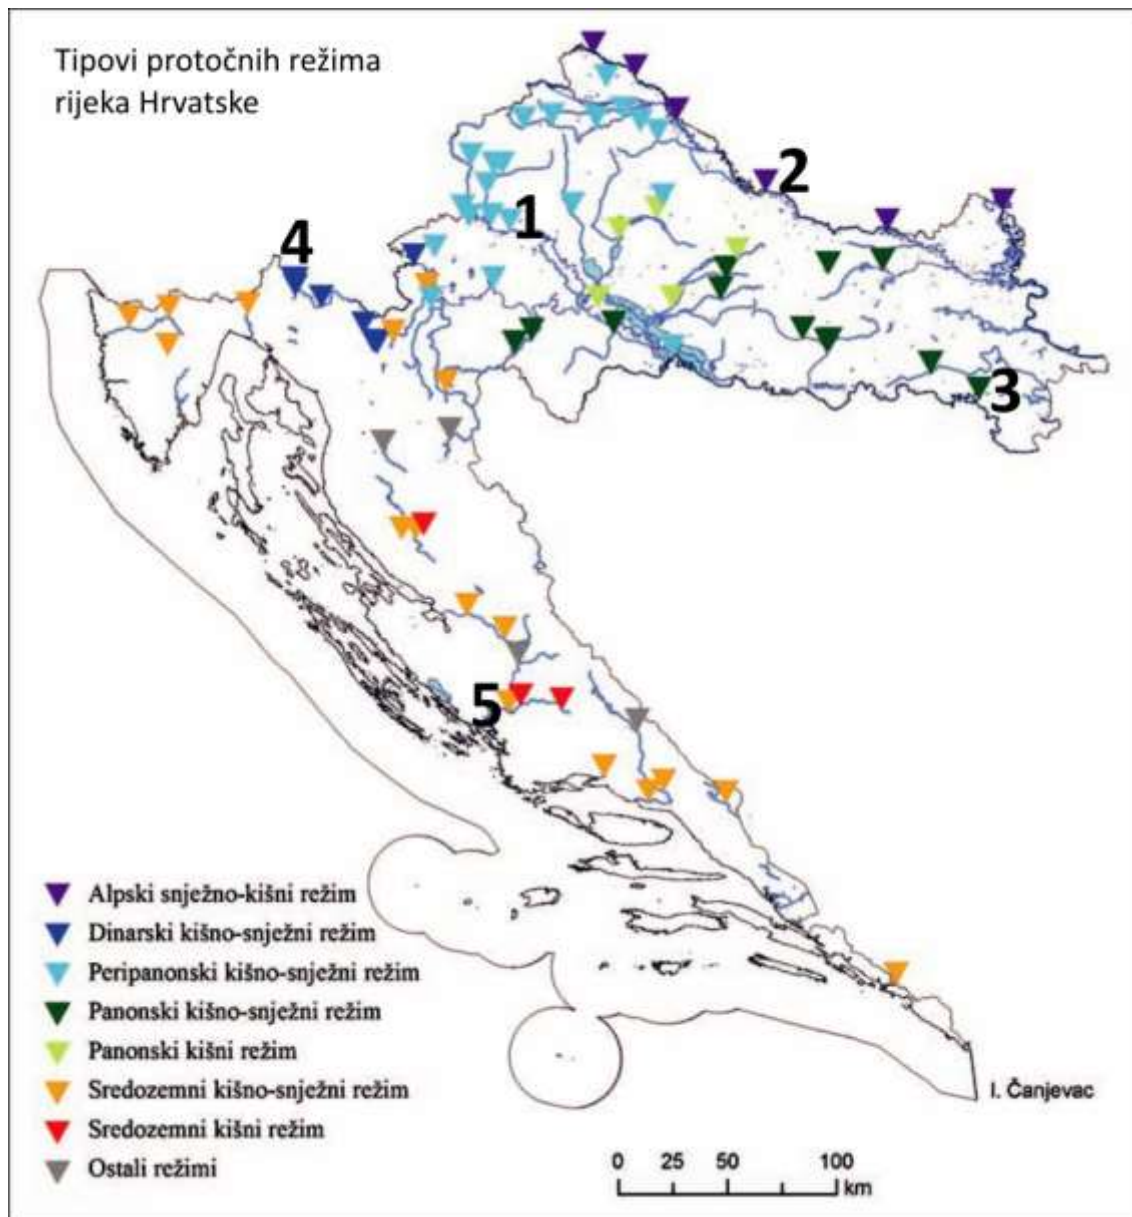 Tipovi protočnih režima
rijeka Hrvatske
1
2
3
4
5
Alpski snježno-kišni režim
Dinarski kišno-snježni režim
Peripanonski kišno-snježni režim
Panonski kišno-snježni režim
Panonski kišni režim
Sredozemni kišno-snježni režim
Sredozemni kišni režim
Ostali režimi
I. Čanjevac
0 25 50 100
km